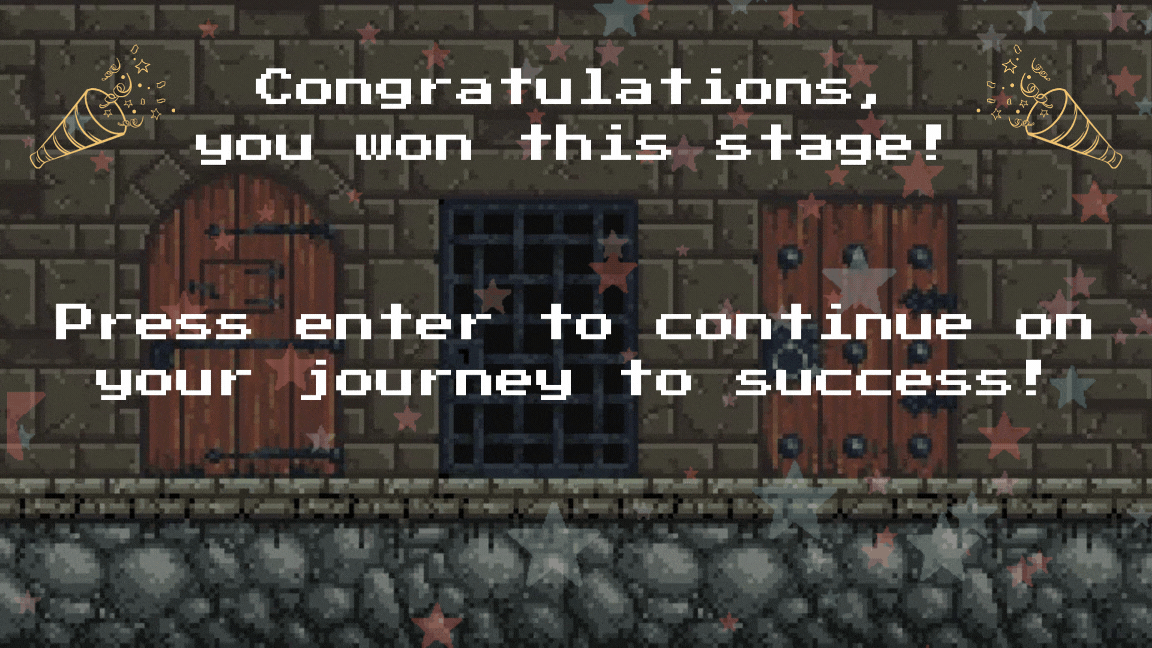 Congratulations,
you won this stage!
Press enter to continue on
your journey to success!